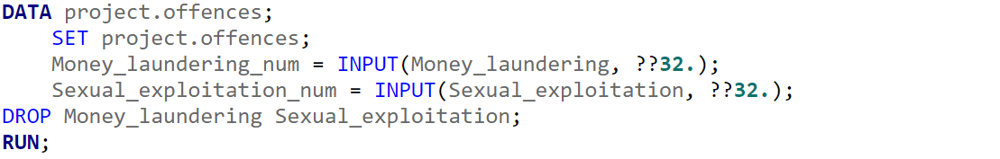 DATA project.offences;
    SET project.offences;
    Money_laundering_num = INPUT(Money_laundering, ??32.);
    Sexual_exploitation_num = INPUT(Sexual_exploitation, ??32.);
DROP Money_laundering Sexual_exploitation;
RUN;